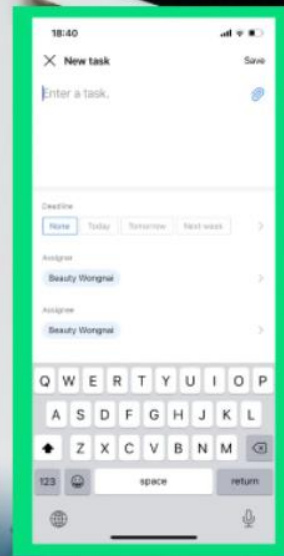 18:40
New task Save
Enter a task.
Deadline
None Today Tomorrow Next week
Assignee
Beauty Wongnai
Assignee
Beauty Wongnai
Q W E R T Y U I O P
A S D F G H J K L
Z X C V B N M
123 space return